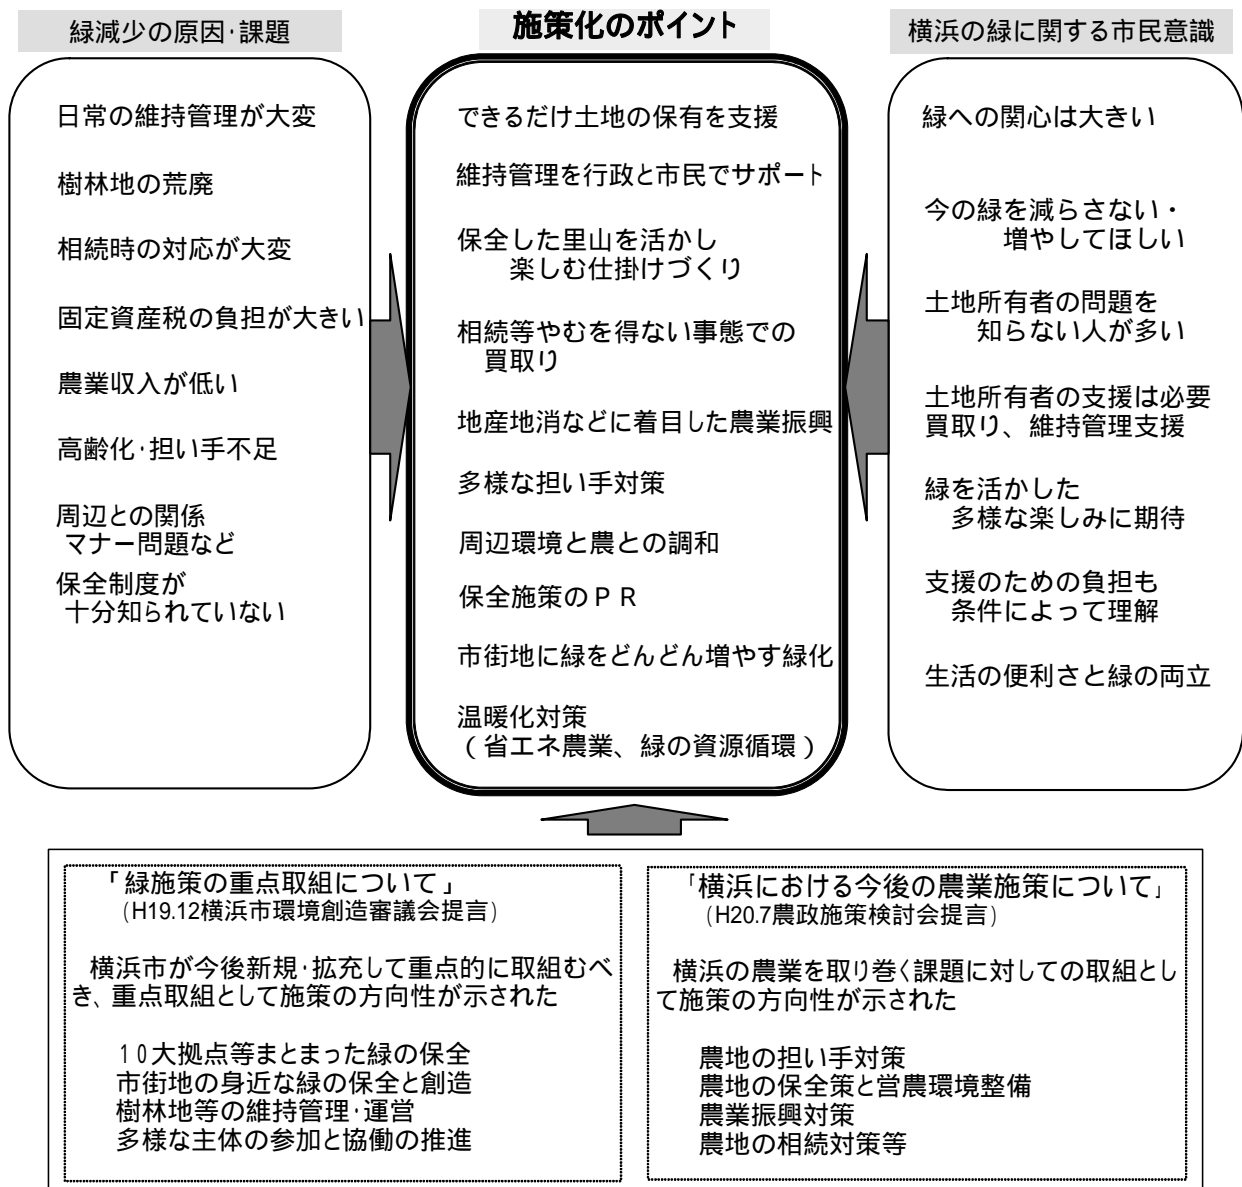 緑減少の原因･課題
日常の維持管理が大変
樹林地の荒廃
相続時の対応が大変
固定資産税の負担が大きい
農業収入が低い
高齢化･担い手不足
周辺との関係
マナー問題など
保全制度が
十分知られていない
施策化のポイント
できるだけ土地の保有を支援
維持管理を行政と市民でサポート
保全した里山を活かし
楽しむ仕掛けづくり
相続等やむを得ない事態での
買取り
地産地消などに着目した農業振興
多様な担い手対策
周辺環境と農との調和
保全施策のＰＲ
市街地に緑をどんどん増やす緑化
温暖化対策
（省エネ農業、緑の資源循環）
横浜の緑に関する市民意識
緑への関心は大きい
今の緑を減らさない・
増やしてほしい
土地所有者の問題を
知らない人が多い
土地所有者の支援は必要
買取り、維持管理支援
緑を活かした
多様な楽しみに期待
支援のための負担も
条件によって理解
生活の便利さと緑の両立
「緑施策の重点取組について」
(H19.12横浜市環境創造審議会提言)
横浜市が今後新規･拡充して重点的に取組むべ
き、重点取組として施策の方向性が示された
10大拠点等まとまった緑の保全
市街地の身近な緑の保全と創造
樹林地等の維持管理･運営
多様な主体の参加と協働の推進
「横浜における今後の農業施策について」
(H20.7農政施策検討会提言)
横浜の農業を取り巻く課題に対しての取組とし
て施策の方向性が示された
農地の担い手対策
農地の保全策と営農環境整備
農業振興対策
農地の相続対策等